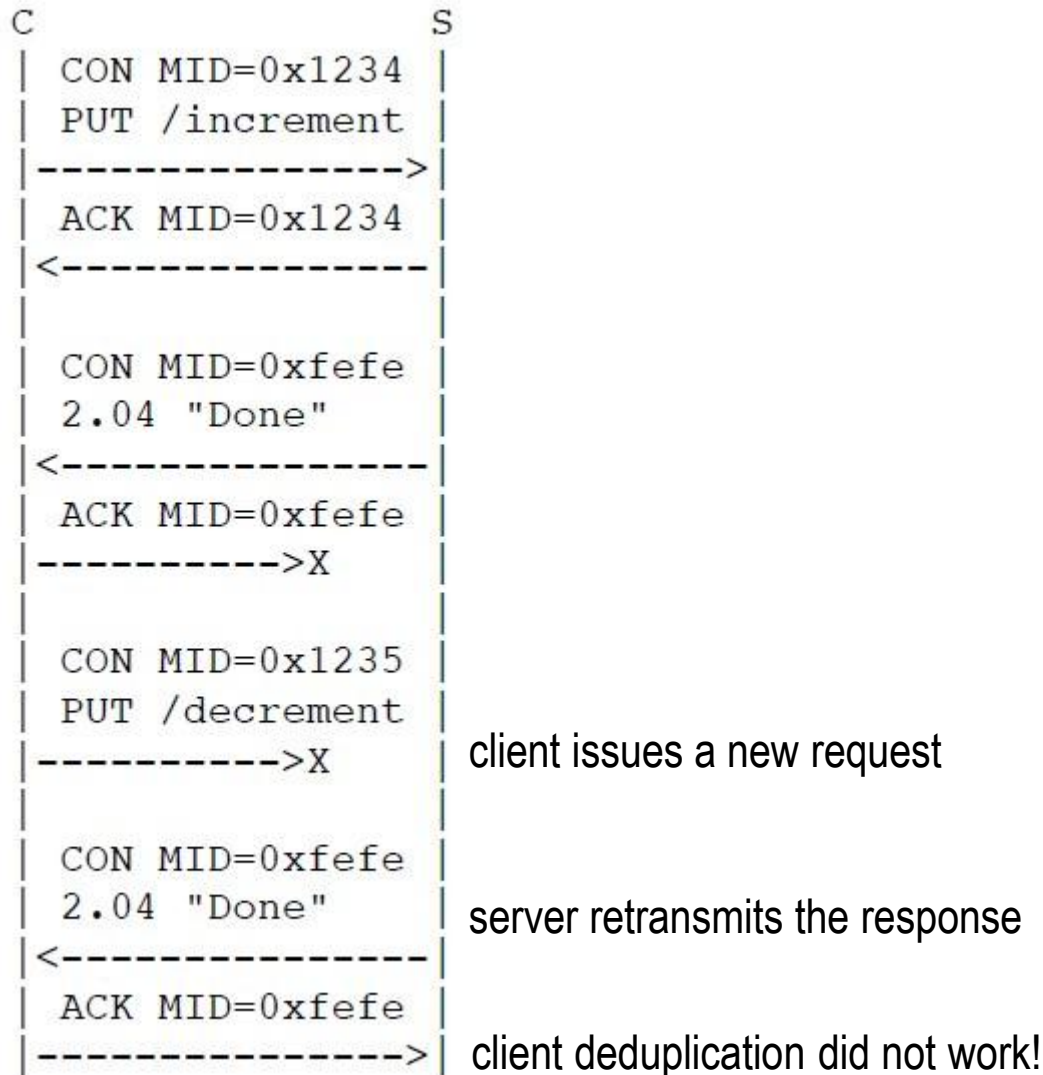 C S
| CON MID=0x1234 |
| PUT /increment |
|--------------->|
| ACK MID=0x1234 |
|<---------------|
| |
| CON MID=0xfefe |
| 2.04 "Done" |
|<---------------|
| ACK MID=0xfefe |
|---------->X |
| |
| CON MID=0x1235 |
| PUT /decrement |
|---------->X | client issues a new request
| |
| CON MID=0xfefe |
| 2.04 "Done" | server retransmits the response
|<---------------|
| ACK MID=0xfefe |
|--------------->| client deduplication did not work!